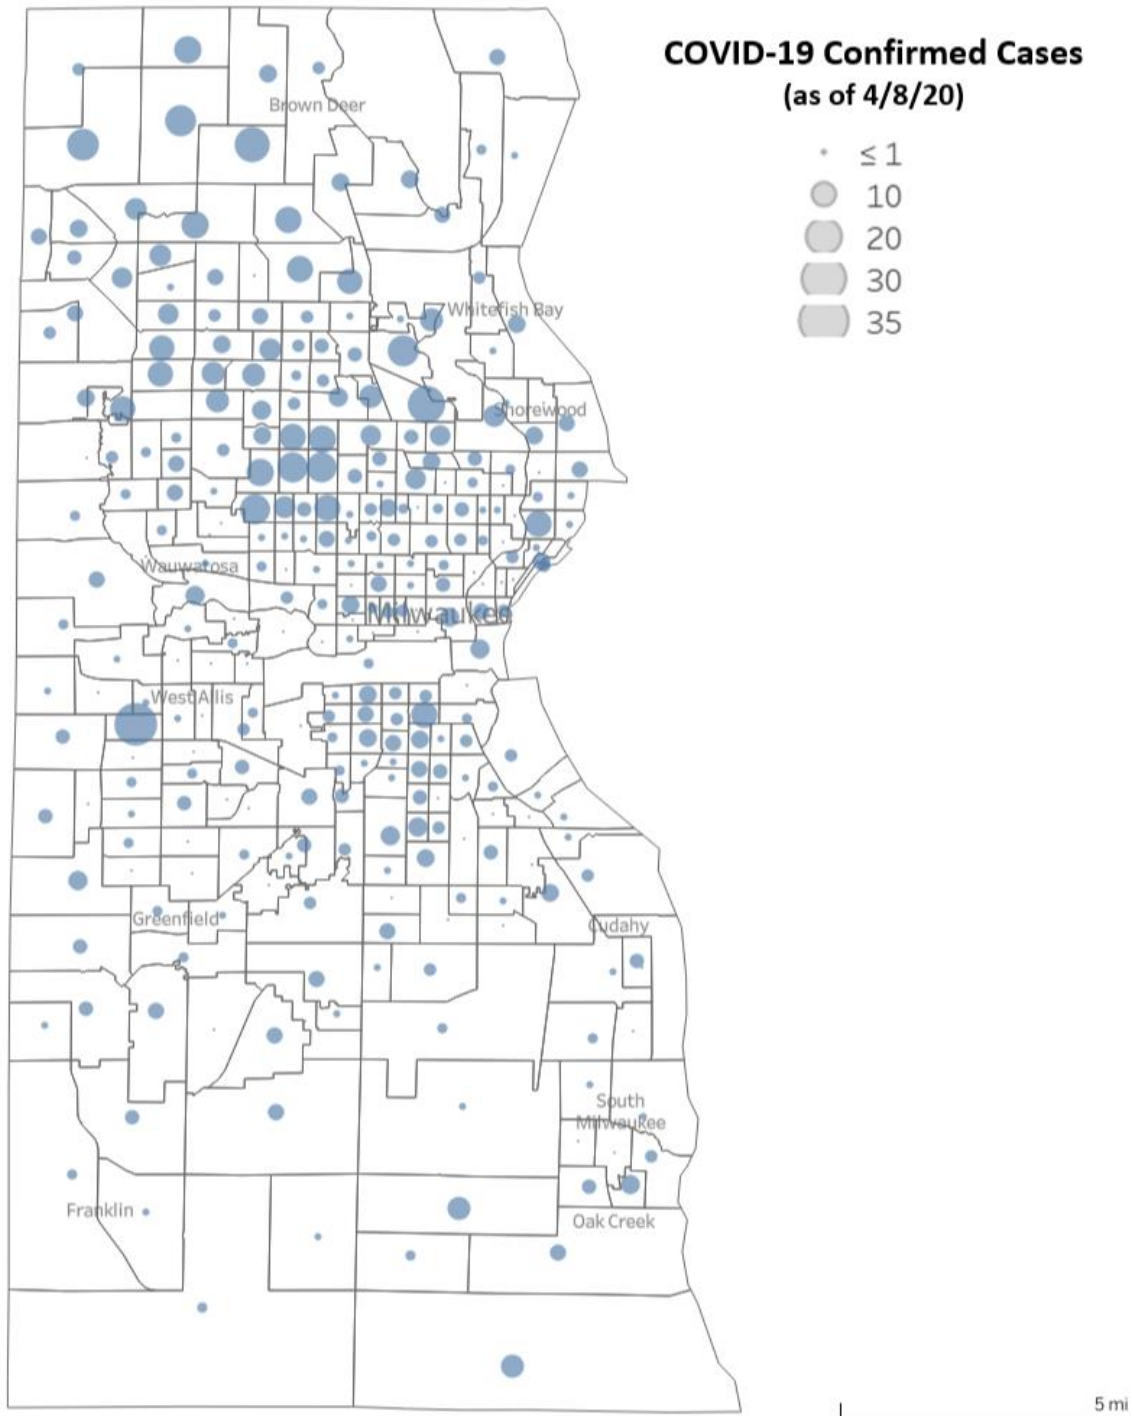 COVID-19 Confirmed Cases
(as of 4/8/20)
≤ 1
10
20
30
35
Brown Deer
Whitefish Bay
Shorewood
Wauwatosa
Milwaukee
West Allis
Greenfield
Cudahy
South
Milwaukee
Franklin
Oak Creek
5 mi